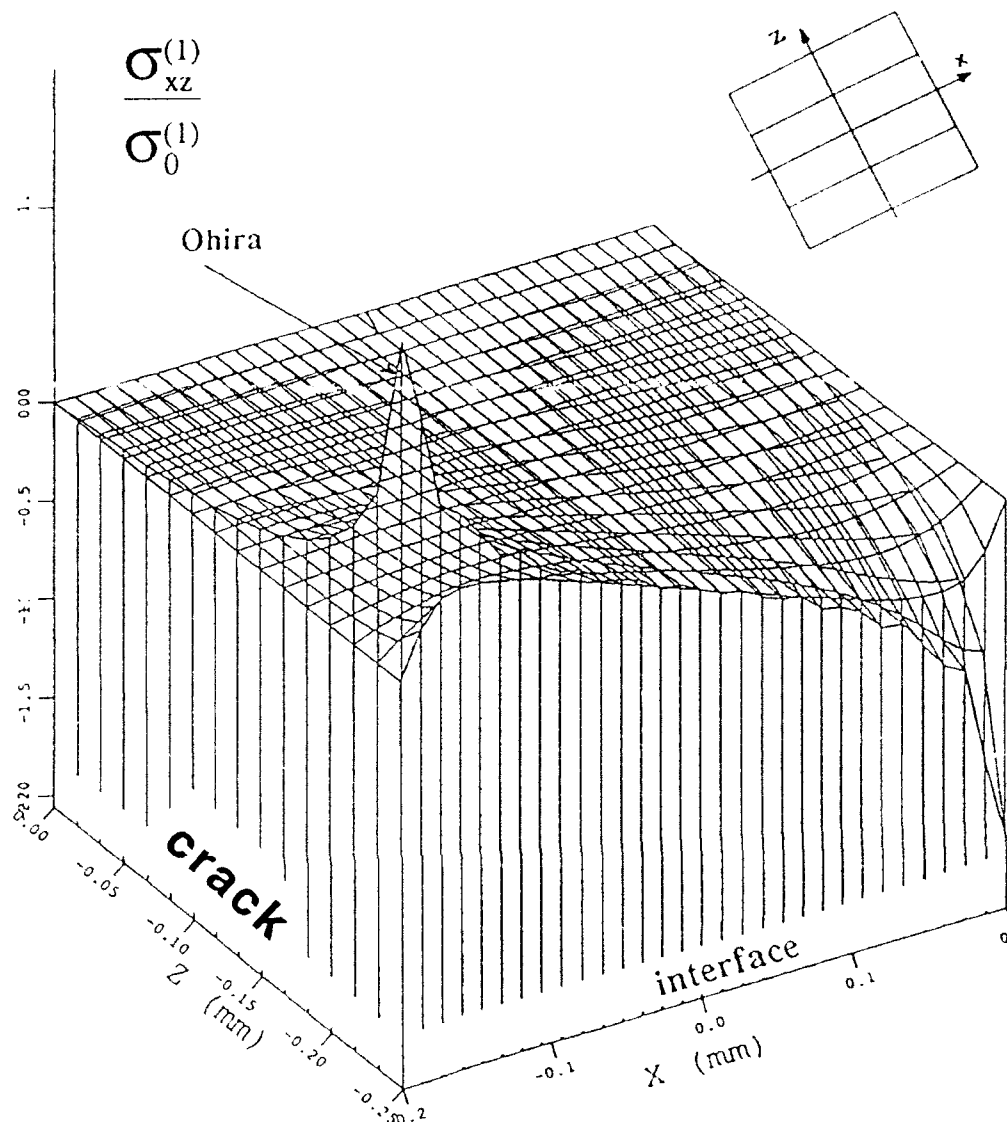 σ_xz^(1)
σ_0^(1)
Z
x
Ohira
1.
000
-0.5
-1.5
0.00
-0.05
-0.10
-0.15
-0.20
crack
Z (mm)
interface
-0.1
0.0
0.1
X (mm)